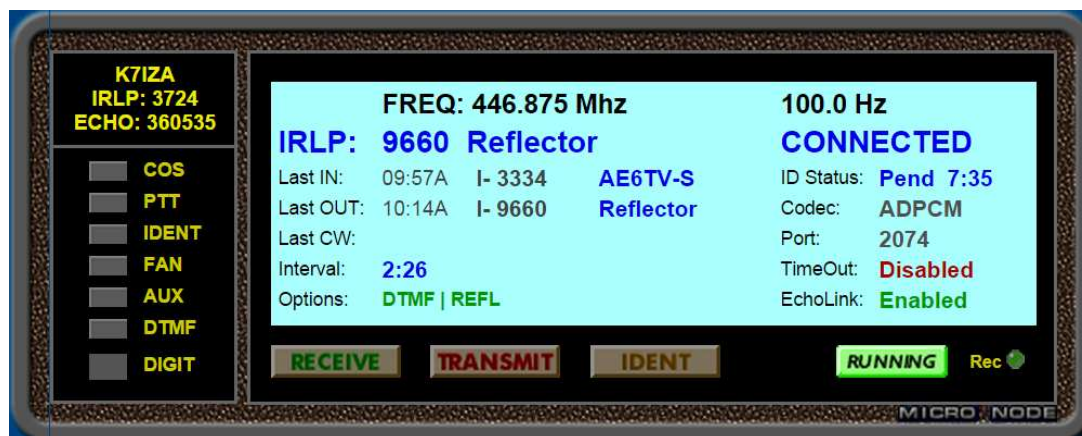 K7IZA
IRLP: 3724
ECHO: 360535
COS
PTT
IDENT
FAN
AUX
DTMF
DIGIT
FREQ: 446.875 Mhz 100.0 Hz
IRLP: 9660 Reflector CONNECTED
Last IN: 09:57A I- 3334 AE6TV-S ID Status: Pend 7:35
Last OUT: 10:14A I- 9660 Reflector Codec: ADPCM
Last CW: Port: 2074
Interval: 2:26 TimeOut: Disabled
Options: DTMF | REFL EchoLink: Enabled
RECEIVE TRANSMIT IDENT RUNNING Rec
MICRO NODE